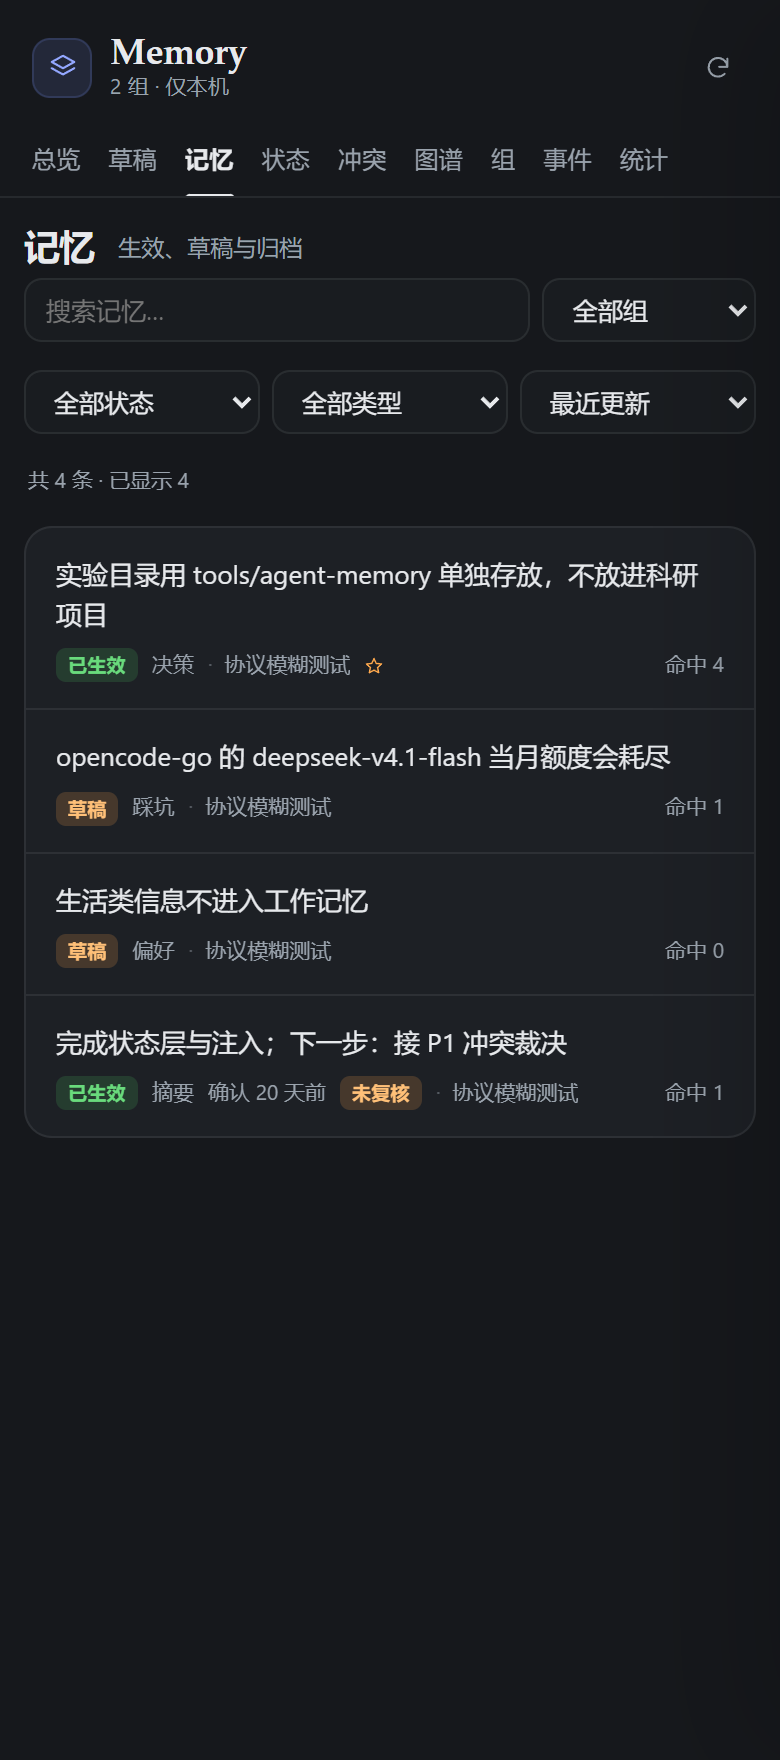 Memory
2 组 · 仅本机
总览 草稿 记忆 状态 冲突 图谱 组 事件 统计
记忆 生效、草稿与归档
搜索记忆... 全部组
全部状态 全部类型 最近更新
共 4 条 · 已显示 4
实验目录用 tools/agent-memory 单独存放，不放进科研
项目
已生效 决策 · 协议模糊测试 命中 4
opencode-go 的 deepseek-v4.1-flash 当月额度会耗尽
草稿 踩坑 · 协议模糊测试 命中 1
生活类信息不进入工作记忆
草稿 偏好 · 协议模糊测试 命中 0
完成状态层与注入；下一步：接 P1 冲突裁决
已生效 摘要 确认 20 天前 未复核 · 协议模糊测试 命中 1